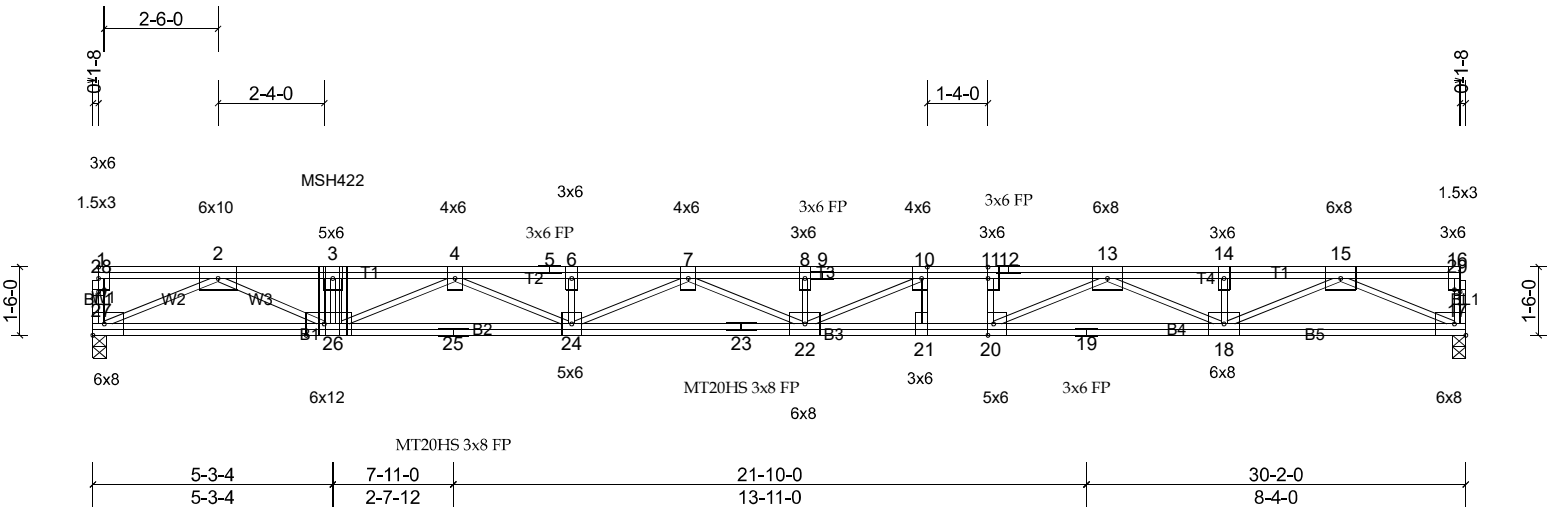 2-6-0
0-1-8
0-1-8
2-4-0
1-4-0
3x6
MSH422
1.5x3
3x6
3x6 FP
1.5x3
6x10
4x6
4x6
3x6 FP
4x6
6x8
6x8
5x6
3x6 FP
3x6
3x6
3x6
3x6
1 2 3 4 5 6 7 8 9 10 11 12 13 14 15 16
28 T1 T2 T3 T4 T1 29
1-6-0 W2 W3 BL1 1-6-0
27 B1 B2 B3 B4 B5 17
26 25 24 23 22 21 20 19 18
6x8 5x6 MT20HS 3x8 FP 3x6 3x6 FP 6x8
6x12 6x8 5x6 6x8
MT20HS 3x8 FP
5-3-4 7-11-0 21-10-0 30-2-0
5-3-4 2-7-12 13-11-0 8-4-0